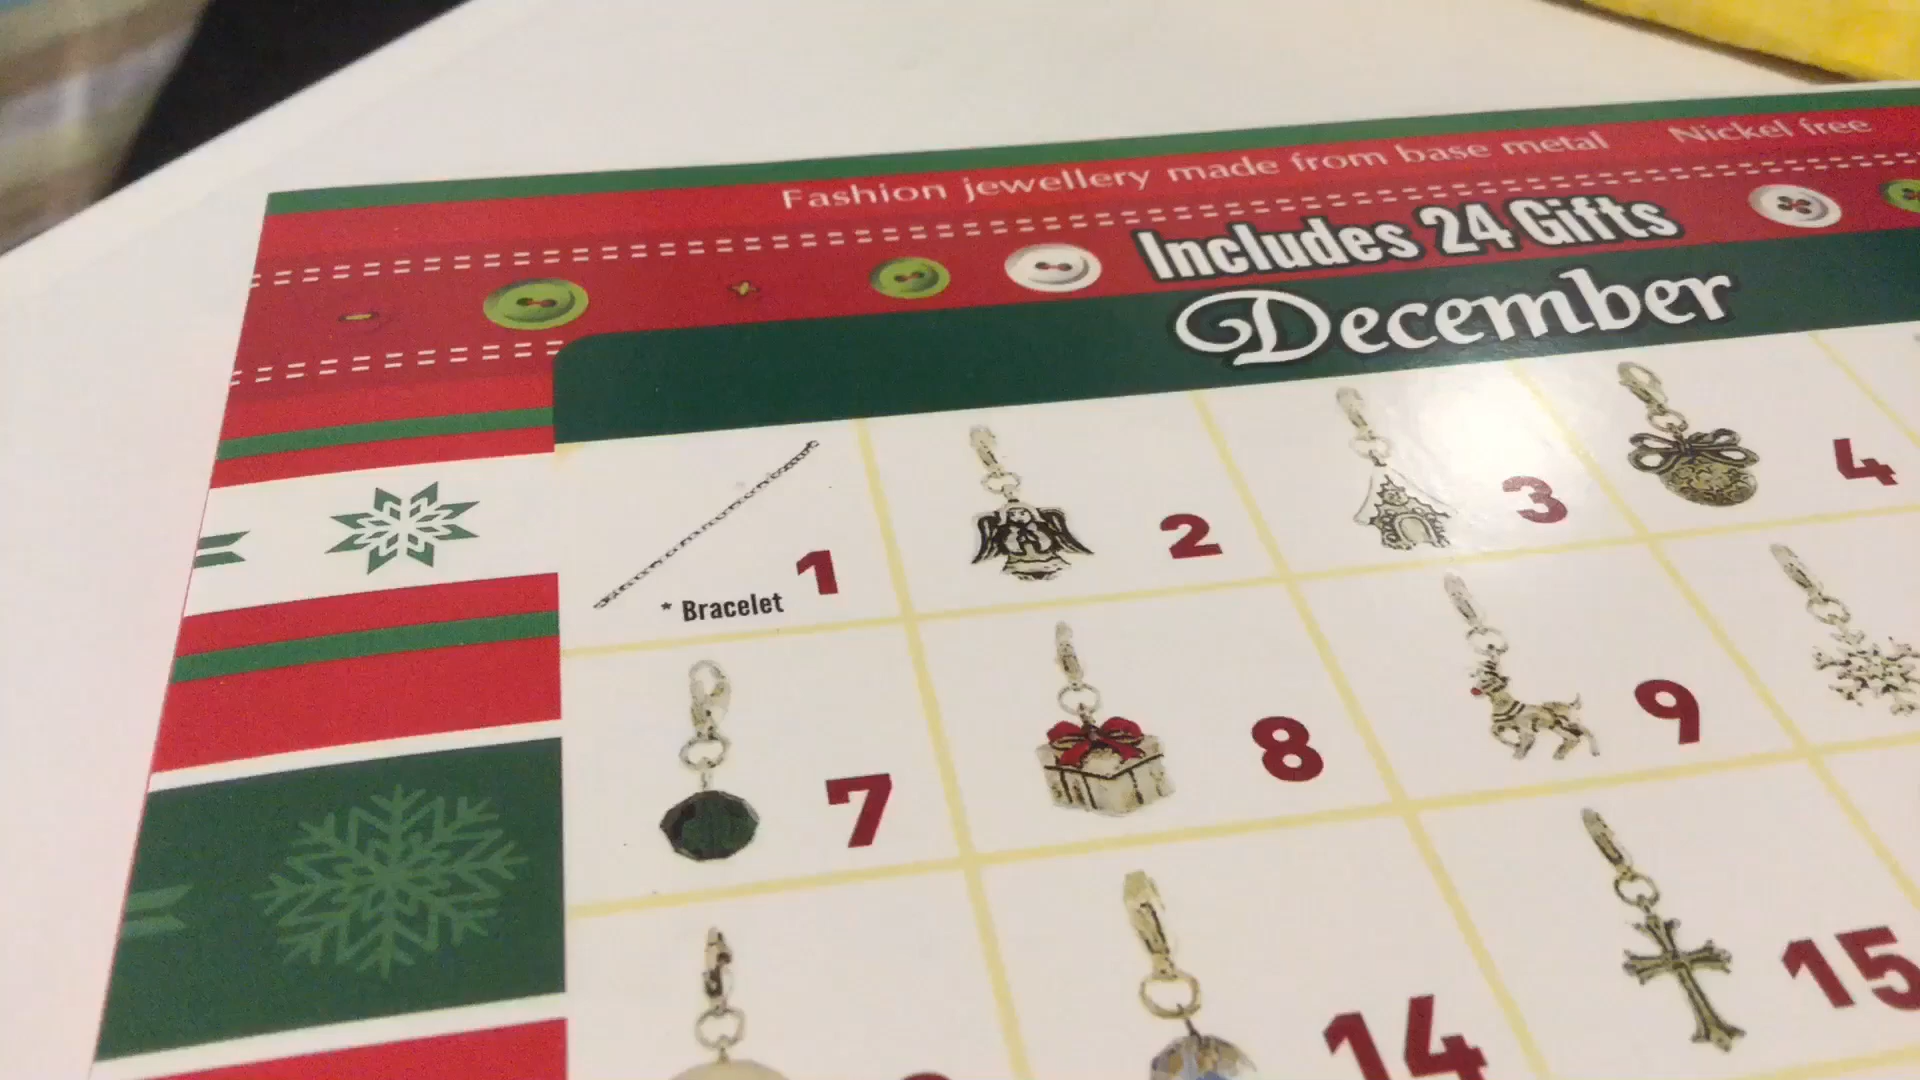 Fashion jewellery made from base metal Nickel free
Includes 24 Gifts
December
1
* Bracelet
2
3
4
7
8
9
14
15